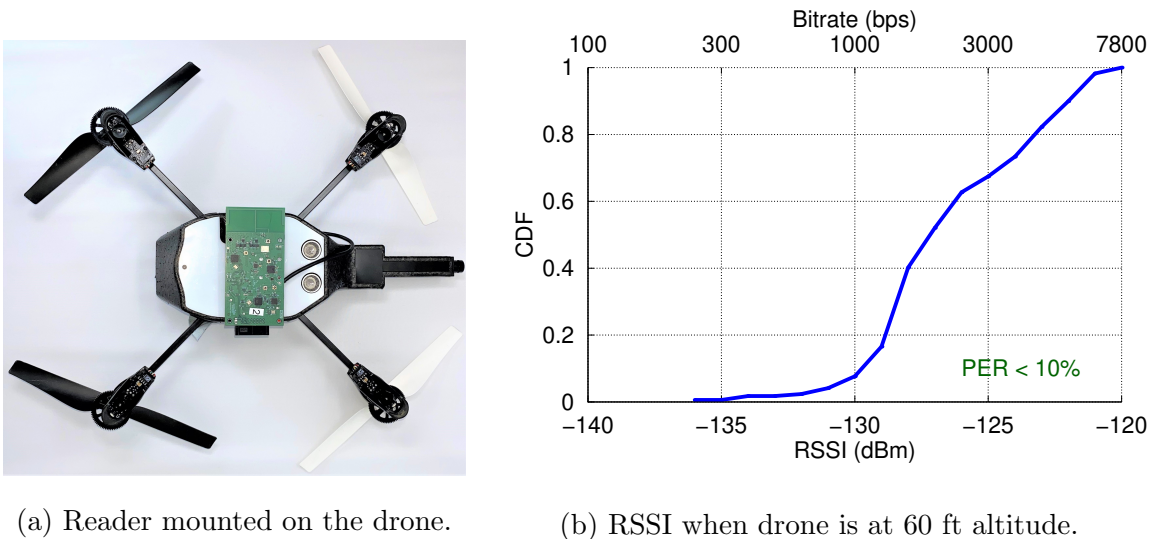 Bitrate (bps)
100 300 1000 3000 7800
1
0.8
0.6
0.4
0.2
0
CDF
PER < 10%
−140 −135 −130 −125 −120
RSSI (dBm)
2
(a) Reader mounted on the drone.
(b) RSSI when drone is at 60 ft altitude.